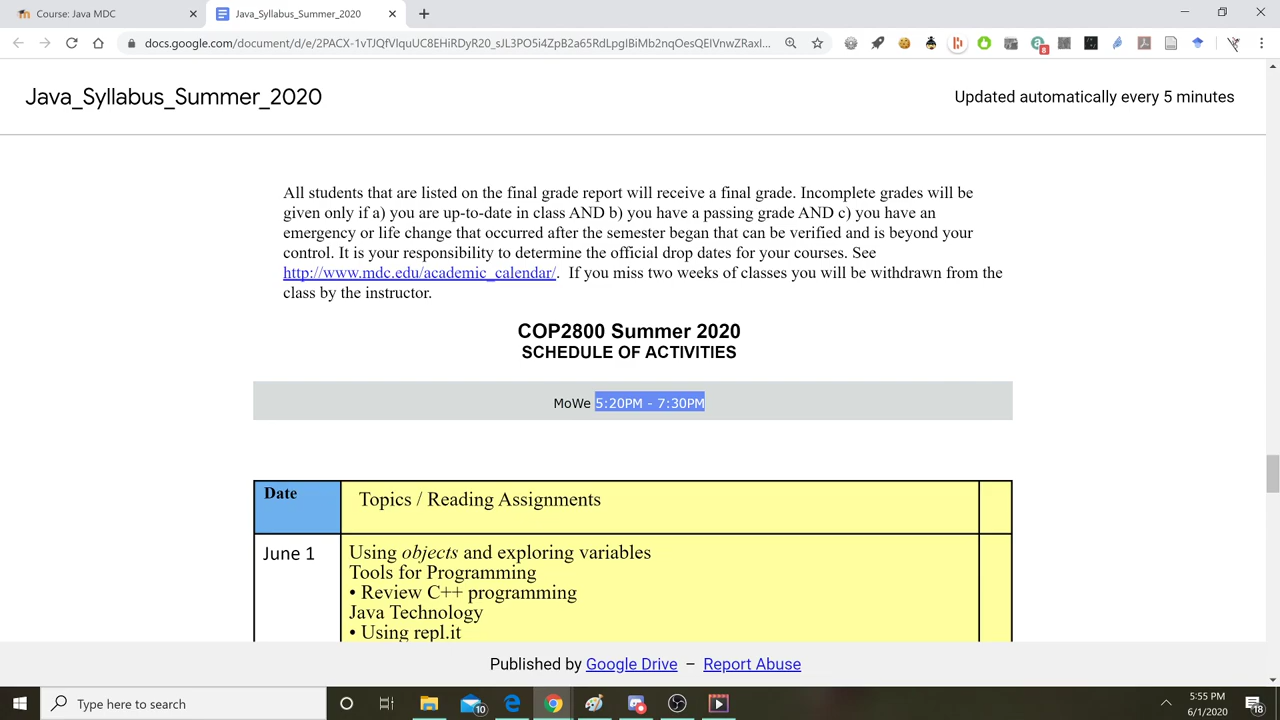 Course: Java MDC
Java_Syllabus_Summer_2020
Java_Syllabus_Summer_2020
Updated automatically every 5 minutes
All students that are listed on the final grade report will receive a final grade. Incomplete grades will be
given only if a) you are up-to-date in class AND b) you have a passing grade AND c) you have an
emergency or life change that occurred after the semester began that can be verified and is beyond your
control. It is your responsibility to determine the official drop dates for your courses. See
http://www.mdc.edu/academic_calendar/. If you miss two weeks of classes you will be withdrawn from the
class by the instructor.
COP2800 Summer 2020
SCHEDULE OF ACTIVITIES
MoWe 5:20PM - 7:30PM
Date
Topics / Reading Assignments
June 1
Using objects and exploring variables
Tools for Programming
• Review C++ programming
Java Technology
• Using repl.it
Published by Google Drive – Report Abuse
Type here to search
10
5:55 PM
6/1/2020
18
8